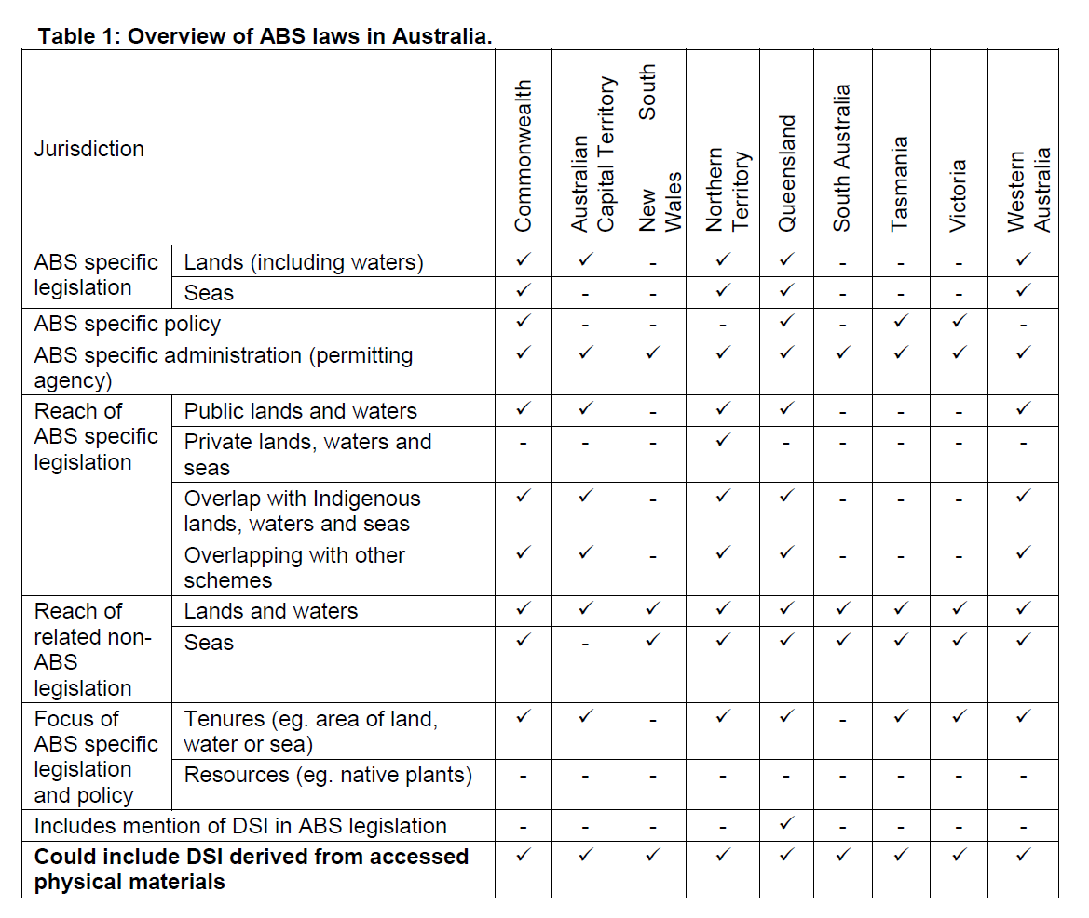 Table 1: Overview of ABS laws in Australia.
Jurisdiction
Commonwealth
Australian
Capital Territory
New South
Wales
Northern
Territory
Queensland
South Australia
Tasmania
Victoria
Western
Australia
ABS specific
legislation
Lands (including waters) ✓ ✓ - ✓ ✓ - - - ✓
Seas ✓ - - ✓ ✓ - - - ✓
ABS specific policy ✓ - - - ✓ - ✓ ✓ -
ABS specific administration (permitting ✓ ✓ ✓ ✓ ✓ ✓ ✓ ✓ ✓
agency)
Reach of
ABS specific
legislation
Public lands and waters ✓ ✓ - ✓ ✓ - - - ✓
Private lands, waters and - - - ✓ - - - - -
seas
Overlap with Indigenous ✓ ✓ - ✓ ✓ - - - ✓
lands, waters and seas
Overlapping with other ✓ ✓ - ✓ ✓ - - - ✓
schemes
Reach of
related non-
ABS
legislation
Lands and waters ✓ ✓ ✓ ✓ ✓ ✓ ✓ ✓ ✓
Seas ✓ - ✓ ✓ ✓ ✓ ✓ ✓ ✓
Focus of
ABS specific
legislation
and policy
Tenures (eg. area of land, ✓ ✓ - ✓ ✓ - ✓ ✓ ✓
water or sea)
Resources (eg. native plants) - - - - - - - - -
Includes mention of DSI in ABS legislation - - - - ✓ - - - -
Could include DSI derived from accessed ✓ ✓ ✓ ✓ ✓ ✓ ✓ ✓ ✓
physical materials